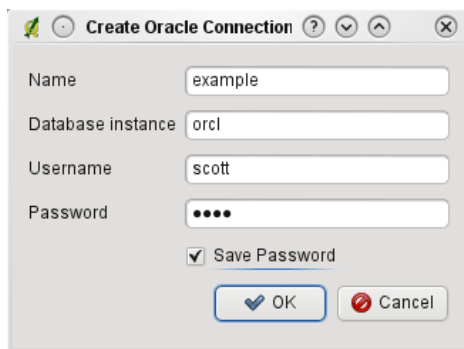 Create Oracle Connection
Name example
Database instance orcl
Username scott
Password ••••
Save Password
OK Cancel